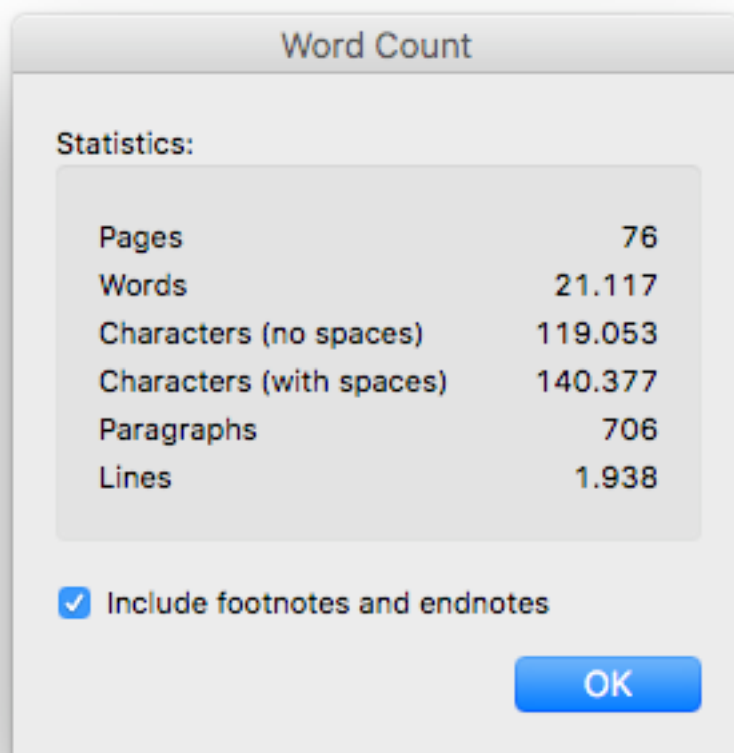 Word Count
Statistics:
Pages 76
Words 21.117
Characters (no spaces) 119.053
Characters (with spaces) 140.377
Paragraphs 706
Lines 1.938
Include footnotes and endnotes
OK